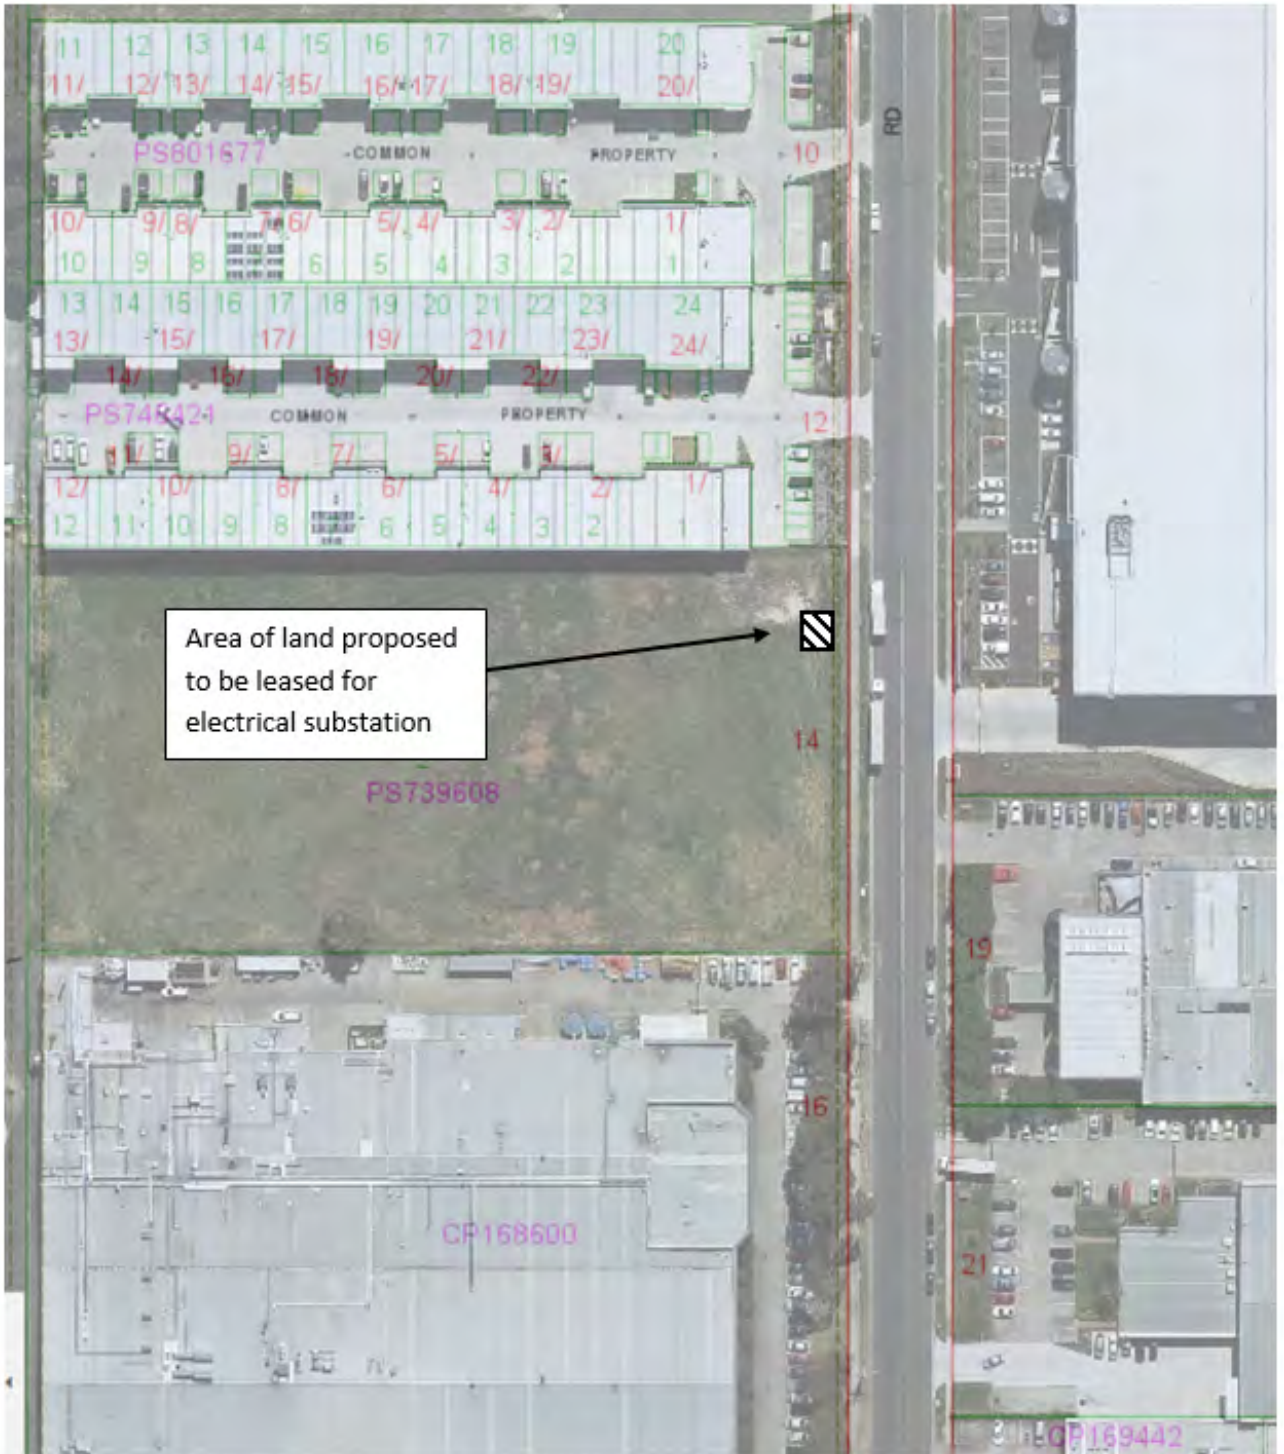 11 12 13 14 15 16 17 18 19 20
11/ 12/ 13/ 14/ 15/ 16/ 17/ 18/ 19/ 20/
RD
PS801677 COMMON PROPERTY 10
10/ 9/ 8/ 7/ 6/ 5/ 4/ 3/ 2/ 1/
10 9 8 6 5 4 3 2 1
13 14 15 16 17 18 19 20 21 22 23 24
13/ 15/ 17/ 19/ 21/ 23/ 24/
14/ 16/ 18/ 20/ 22/
PS746421 COMMON PROPERTY 12
11/ 9/ 7/ 5/ 3/
12/ 10/ 8/ 6/ 4/ 2/ 1/
12 11 10 9 8 6 5 4 3 2 1
Area of land proposed
to be leased for
electrical substation
14
PS739608
19
16
CP168600
21
CP169442